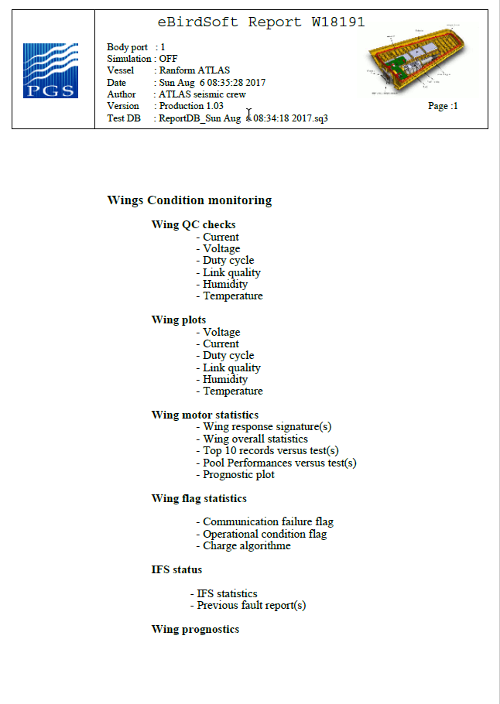 eBirdSoft Report W18191
PGS
Body port : 1
Simulation : OFF
Vessel : Ranform ATLAS
Date : Sun Aug 6 08:35:28 2017
Author : ATLAS seismic crew
Version : Production 1.03
Page :1
Test DB : ReportDB_Sun Aug 6 08:34:18 2017.sq3
Wings Condition monitoring
Wing QC checks
- Current
- Voltage
- Duty cycle
- Link quality
- Humidity
- Temperature
Wing plots
- Voltage
- Current
- Duty cycle
- Link quality
- Humidity
- Temperature
Wing motor statistics
- Wing response signature(s)
- Wing overall statistics
- Top 10 records versus test(s)
- Pool Performances versus test(s)
- Prognostic plot
Wing flag statistics
- Communication failure flag
- Operational condition flag
- Charge algorithme
IFS status
- IFS statistics
- Previous fault report(s)
Wing prognostics